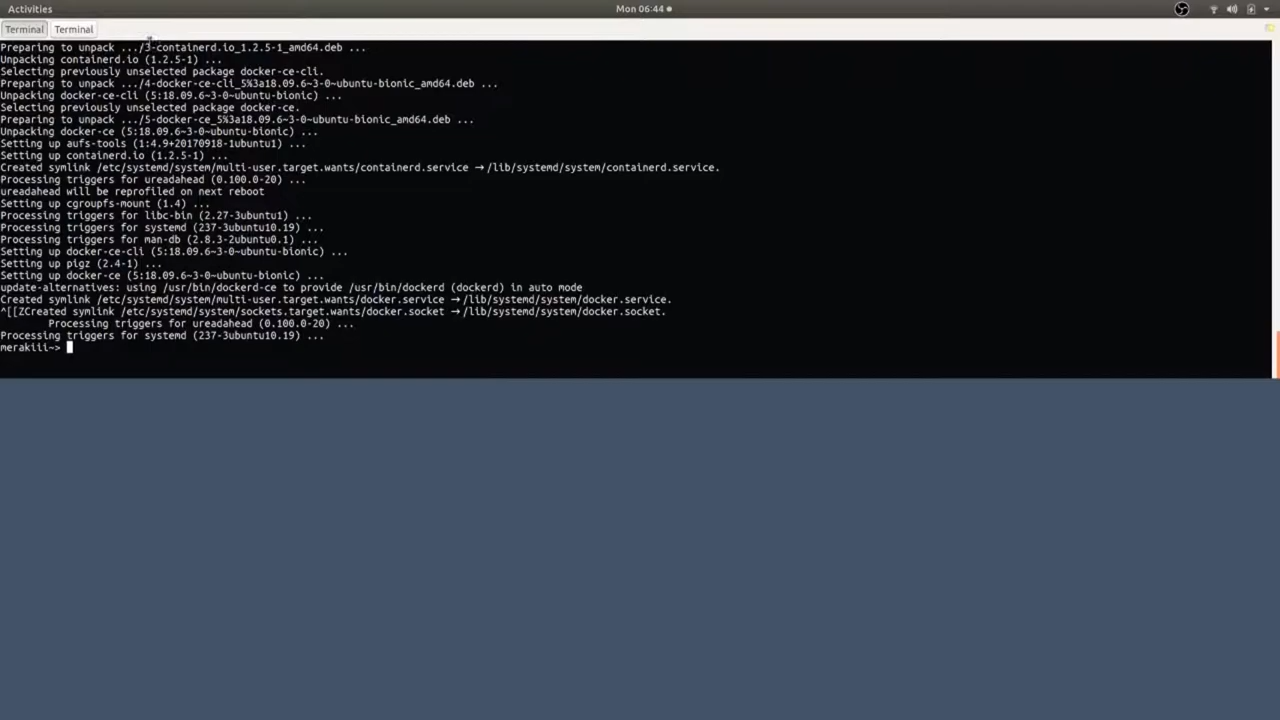 Activities
Mon 06:44
Terminal Terminal
Preparing to unpack .../3-containerd.io_1.2.5-1_amd64.deb ...
Unpacking containerd.io (1.2.5-1) ...
Selecting previously unselected package docker-ce-cli.
Preparing to unpack .../4-docker-ce-cli_5%3a18.09.6~3-0~ubuntu-bionic_amd64.deb ...
Unpacking docker-ce-cli (5:18.09.6~3-0~ubuntu-bionic) ...
Selecting previously unselected package docker-ce.
Preparing to unpack .../5-docker-ce_5%3a18.09.6~3-0~ubuntu-bionic_amd64.deb ...
Unpacking docker-ce (5:18.09.6~3-0~ubuntu-bionic) ...
Setting up aufs-tools (1:4.9+20170918-1ubuntu1) ...
Setting up containerd.io (1.2.5-1) ...
Created symlink /etc/systemd/system/multi-user.target.wants/containerd.service → /lib/systemd/system/containerd.service.
Processing triggers for ureadahead (0.100.0-20) ...
ureadahead will be reprofiled on next reboot
Setting up cgroupfs-mount (1.4) ...
Processing triggers for libc-bin (2.27-3ubuntu1) ...
Processing triggers for systemd (237-3ubuntu10.19) ...
Processing triggers for man-db (2.8.3-2ubuntu0.1) ...
Setting up docker-ce-cli (5:18.09.6~3-0~ubuntu-bionic) ...
Setting up pigz (2.4-1) ...
Setting up docker-ce (5:18.09.6~3-0~ubuntu-bionic) ...
update-alternatives: using /usr/bin/dockerd-ce to provide /usr/bin/dockerd (dockerd) in auto mode
Created symlink /etc/systemd/system/multi-user.target.wants/docker.service → /lib/systemd/system/docker.service.
^[[ZCreated symlink /etc/systemd/system/sockets.target.wants/docker.socket → /lib/systemd/system/docker.socket.
Processing triggers for ureadahead (0.100.0-20) ...
Processing triggers for systemd (237-3ubuntu10.19) ...
merakiii~>